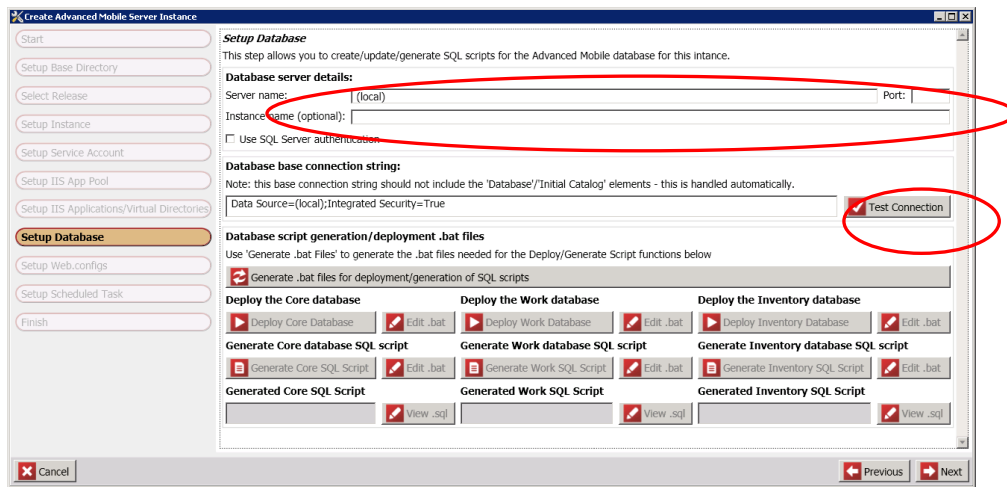 Create Advanced Mobile Server Instance
Start
Setup Base Directory
Select Release
Setup Instance
Setup Service Account
Setup IIS App Pool
Setup IIS Applications/Virtual Directories
Setup Database
Setup Web.configs
Setup Scheduled Task
Finish
Setup Database
This step allows you to create/update/generate SQL scripts for the Advanced Mobile database for this intance.
Database server details:
Server name: (local) Port:
Instance name (optional):
Use SQL Server authentication
Database base connection string:
Note: this base connection string should not include the 'Database'/'Initial Catalog' elements - this is handled automatically.
Data Source=(local);Integrated Security=True Test Connection
Database script generation/deployment .bat files
Use 'Generate .bat Files' to generate the .bat files needed for the Deploy/Generate Script functions below
Generate .bat files for deployment/generation of SQL scripts
Deploy the Core database Deploy the Work database Deploy the Inventory database
Deploy Core Database Edit .bat Deploy Work Database Edit .bat Deploy Inventory Database Edit .bat
Generate Core database SQL script Generate Work database SQL script Generate Inventory database SQL script
Generate Core SQL Script Edit .bat Generate Work SQL Script Edit .bat Generate Inventory SQL Script Edit .bat
Generated Core SQL Script Generated Work SQL Script Generated Inventory SQL Script
View .sql View .sql View .sql
Cancel Previous Next